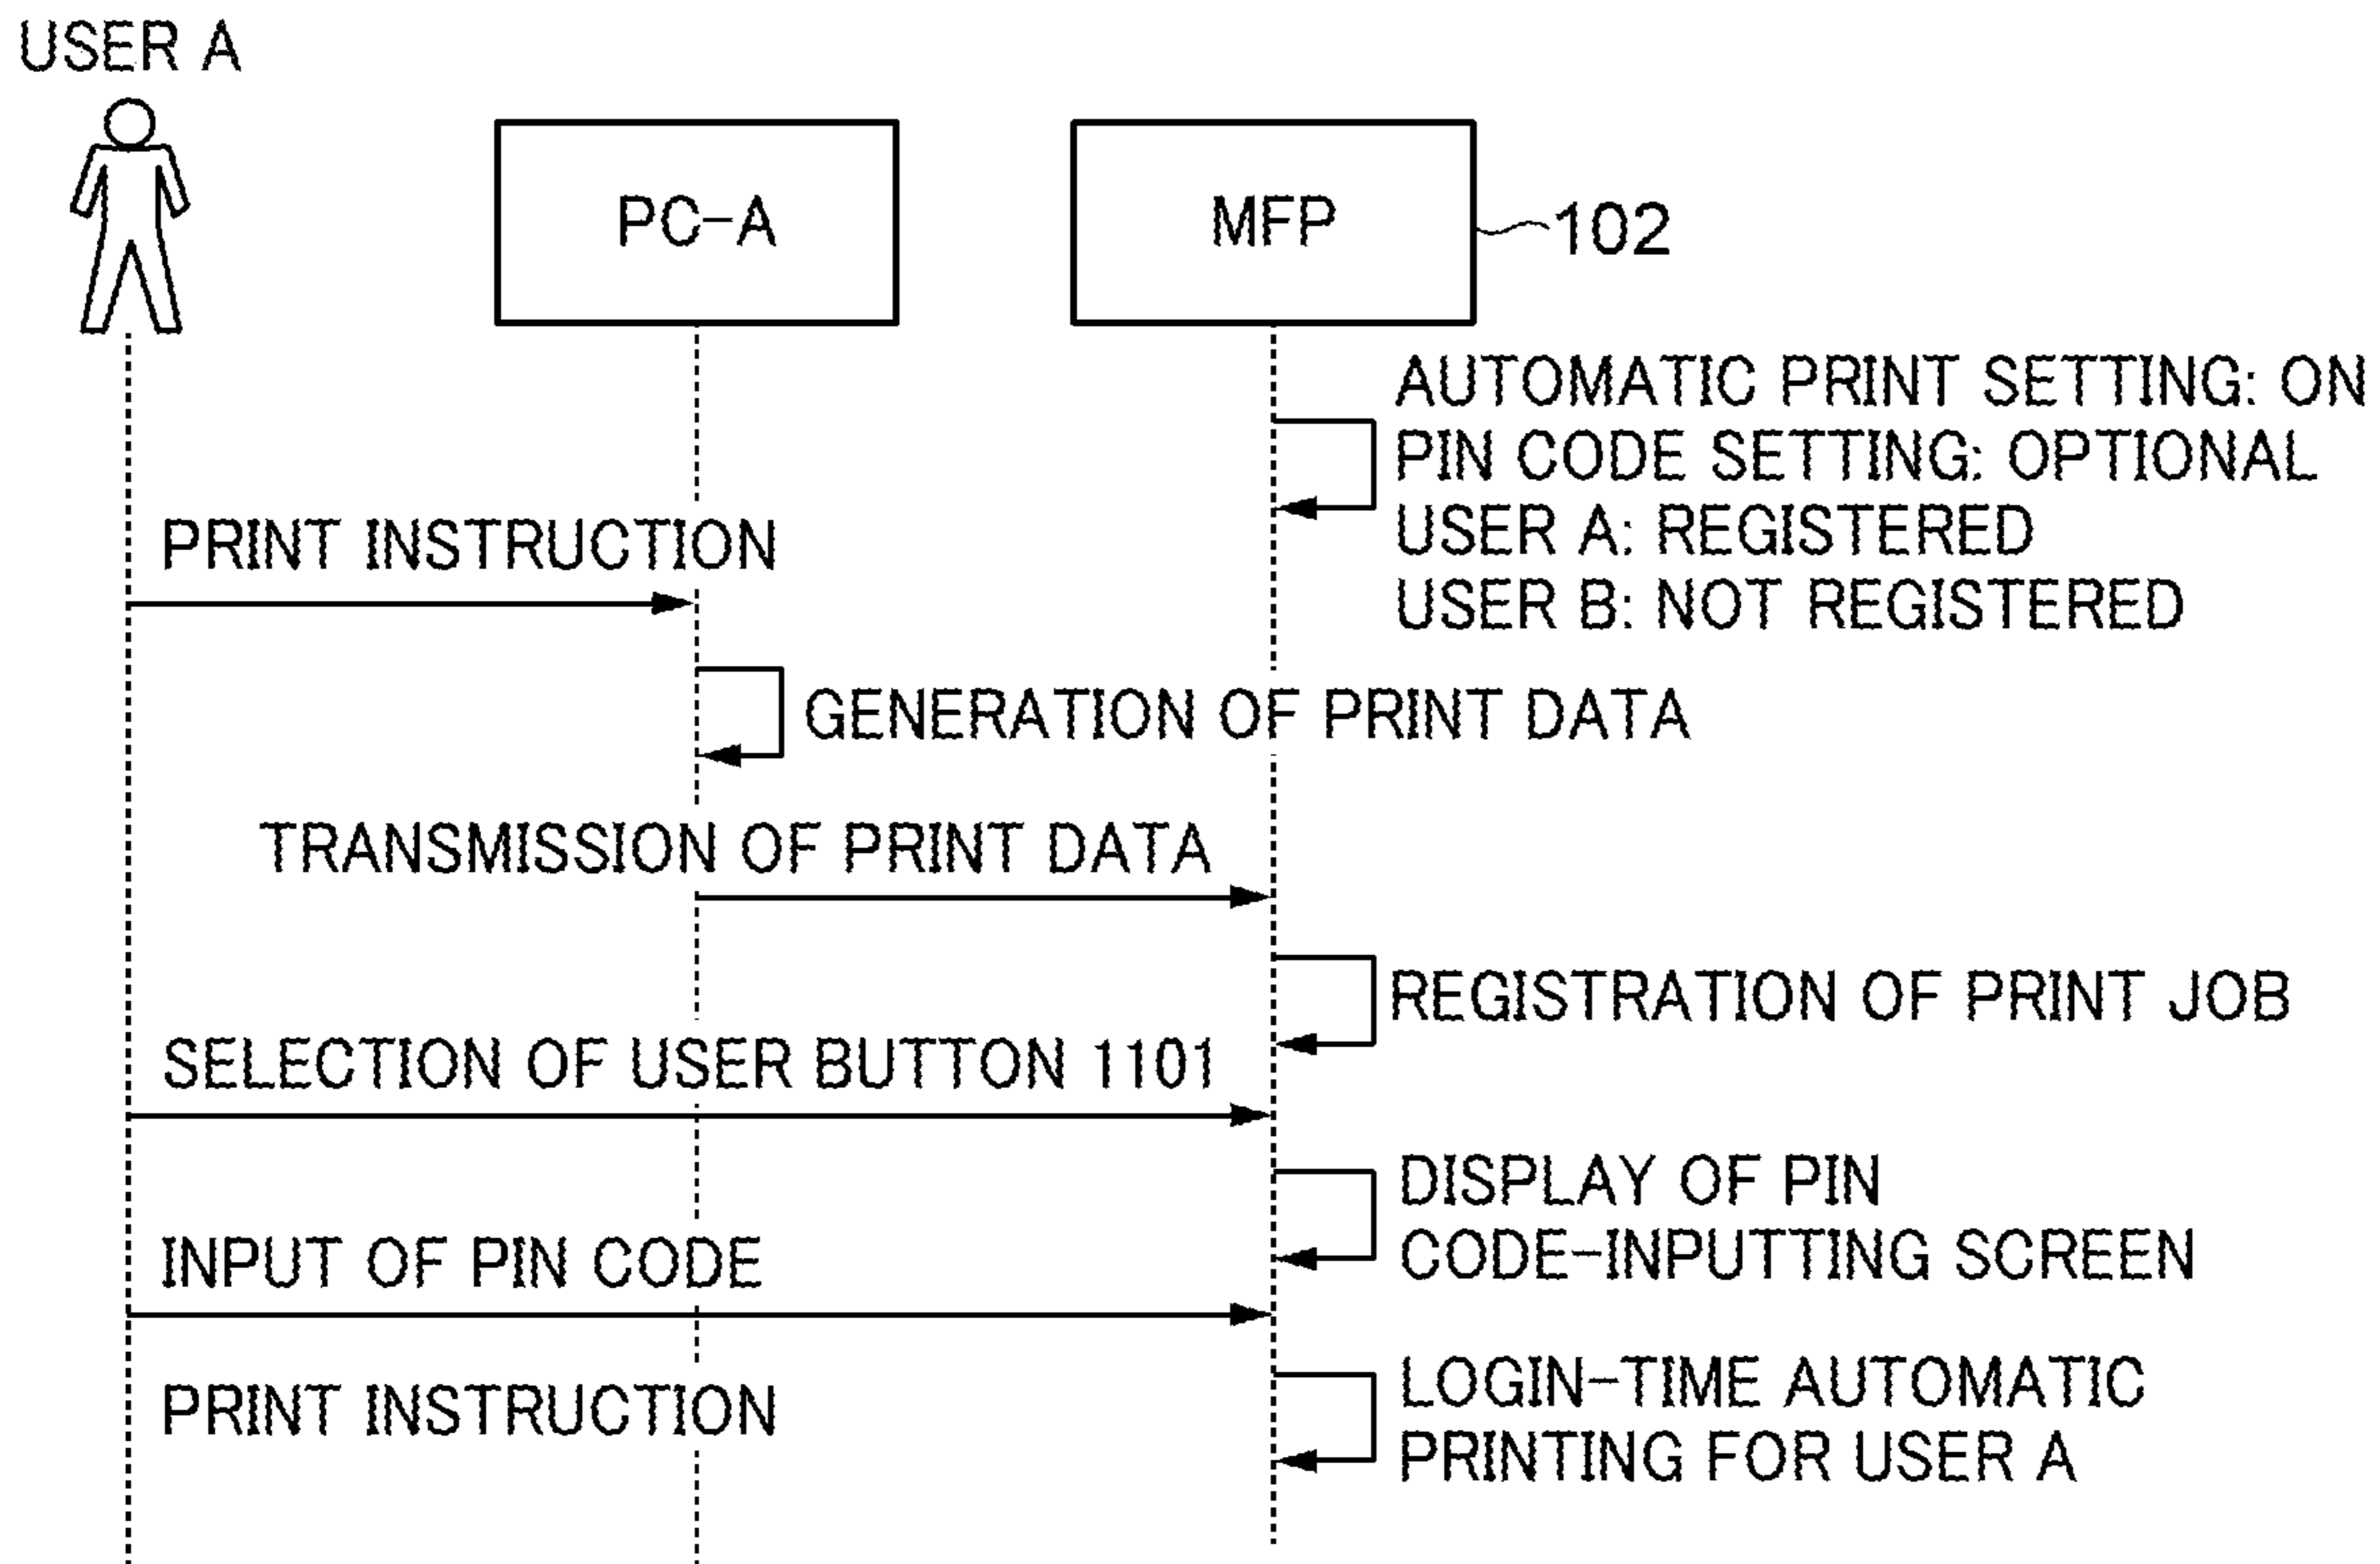 USER A
PC-A
MFP
102
AUTOMATIC PRINT SETTING: ON
PIN CODE SETTING: OPTIONAL
USER A: REGISTERED
USER B: NOT REGISTERED
PRINT INSTRUCTION
GENERATION OF PRINT DATA
TRANSMISSION OF PRINT DATA
REGISTRATION OF PRINT JOB
SELECTION OF USER BUTTON 1101
DISPLAY OF PIN
CODE-INPUTTING SCREEN
INPUT OF PIN CODE
LOGIN-TIME AUTOMATIC
PRINTING FOR USER A
PRINT INSTRUCTION